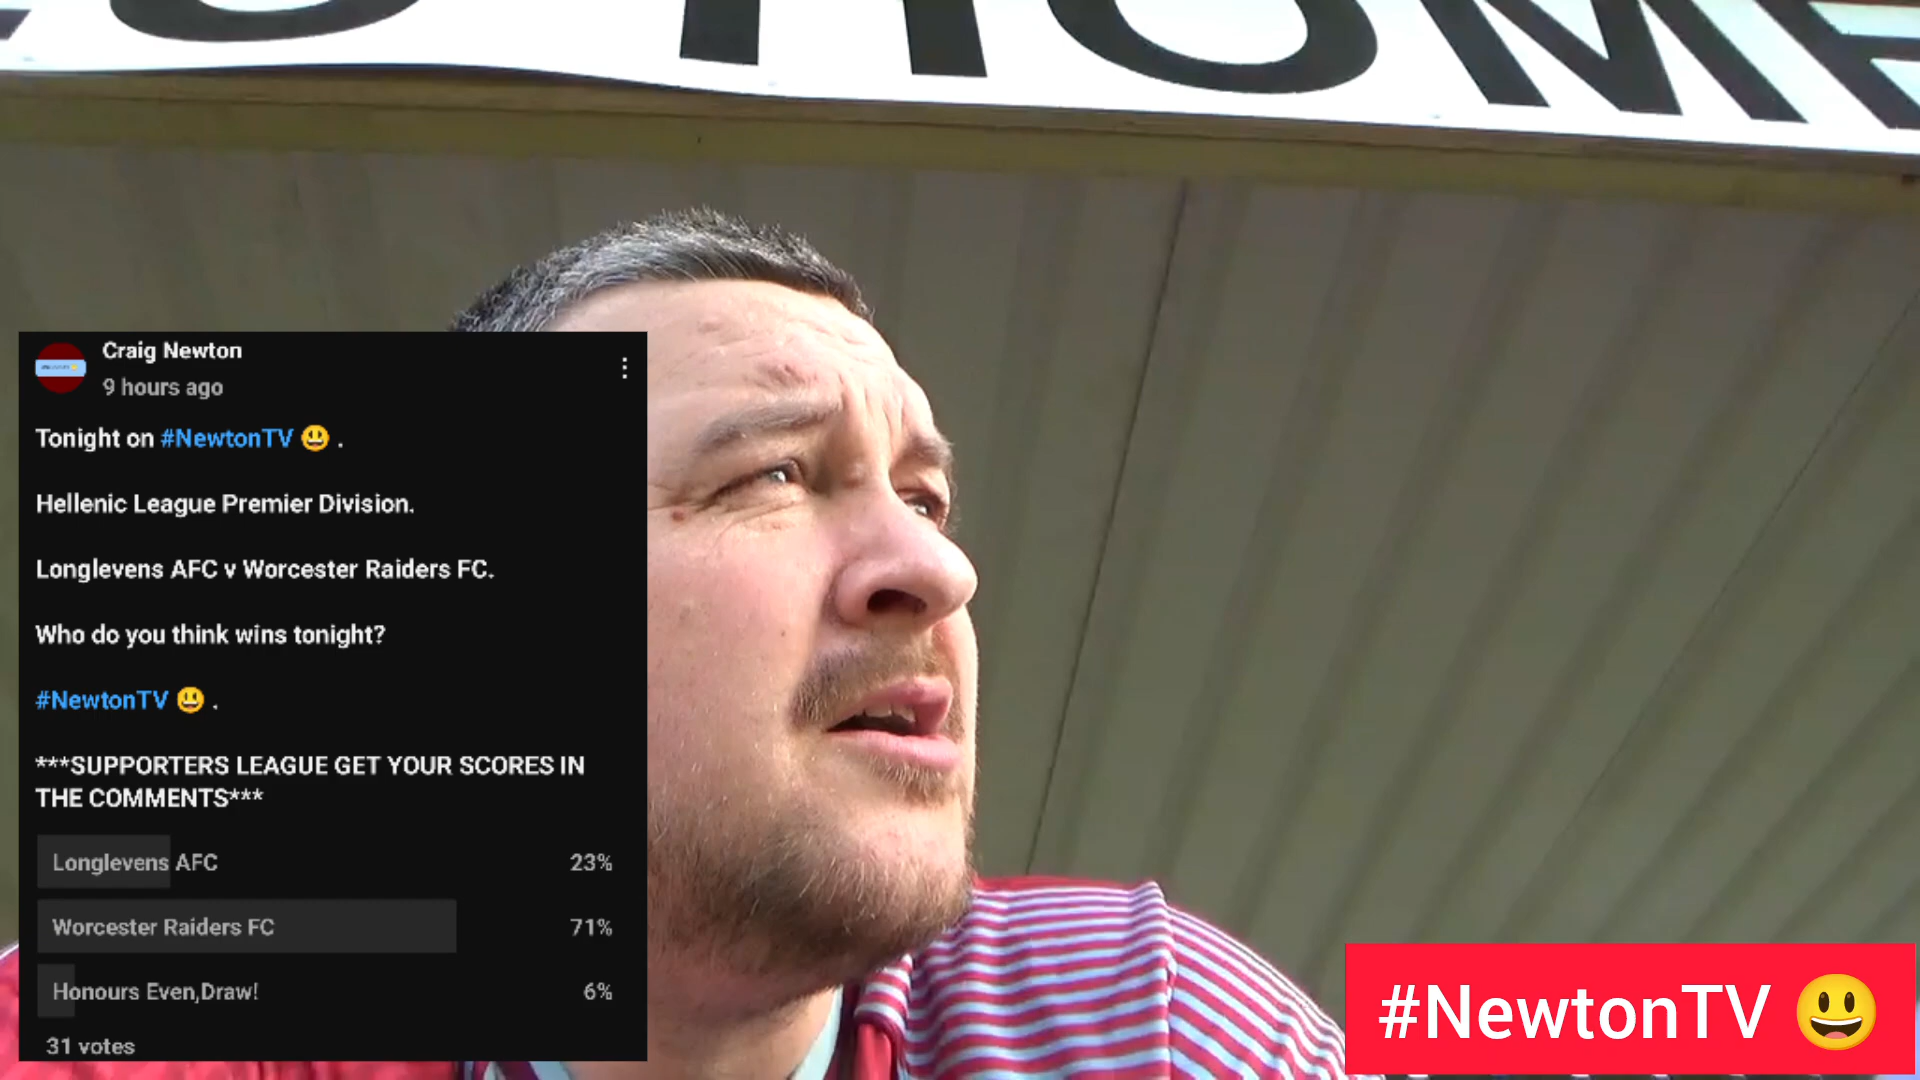 HOME
Craig Newton
9 hours ago
Tonight on #NewtonTV 😃 .
Hellenic League Premier Division.
Longlevens AFC v Worcester Raiders FC.
Who do you think wins tonight?
#NewtonTV 😃 .
***SUPPORTERS LEAGUE GET YOUR SCORES IN
THE COMMENTS***
Longlevens AFC 23%
Worcester Raiders FC 71%
Honours Even,Draw! 6%
31 votes
#NewtonTV 😃